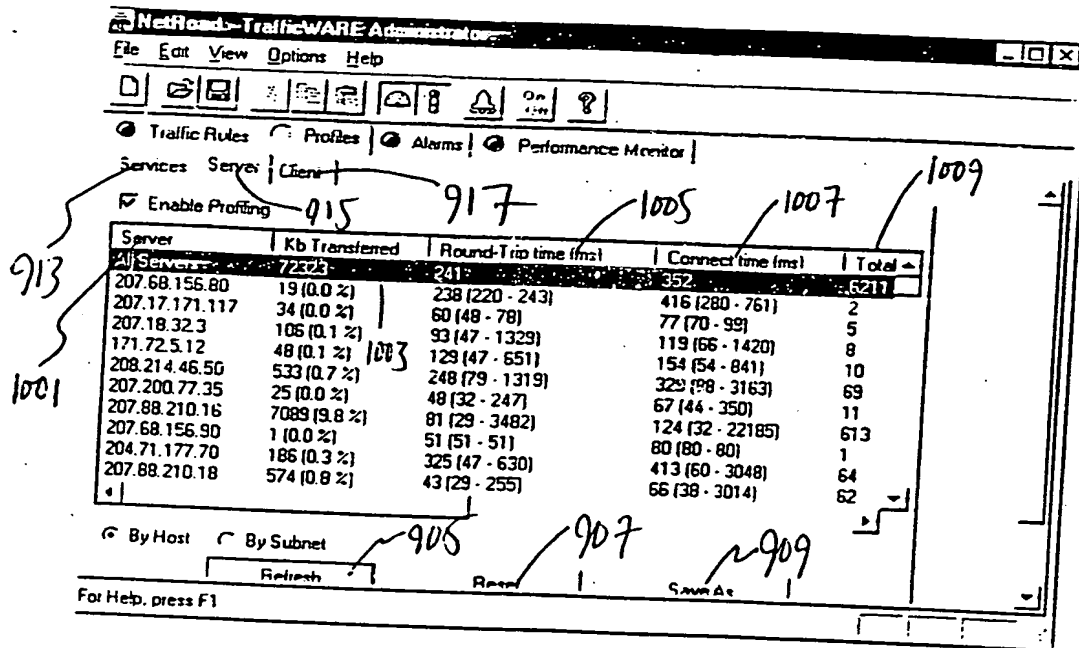 NetRoad - TrafficWARE Administrator
File Edit View Options Help
On Off
Traffic Rules Profiles Alarms Performance Monitor
Services Server Client
1009
Enable Profiling 915 917 1005 1007
913
Server Kb Transferred Round-Trip time (ms) Connect time (ms) Total
All Servers 72323 241 352 6211
207.68.156.80 19 (0.0 %) 238 (220 - 243) 416 (280 - 761) 2
207.17.171.117 34 (0.0 %) 60 (48 - 78) 77 (70 - 99) 5
207.18.32.3 106 (0.1 %) 93 (47 - 1329) 119 (66 - 1420) 8
171.72.5.12 48 (0.1 %) 1003 129 (47 - 651) 154 (54 - 841) 10
1001
208.214.46.50 533 (0.7 %) 248 (79 - 1319) 329 (88 - 3163) 69
207.200.77.35 25 (0.0 %) 48 (32 - 247) 67 (44 - 350) 11
207.88.210.16 7089 (9.8 %) 81 (29 - 3482) 124 (32 - 22185) 613
207.68.156.90 1 (0.0 %) 51 (51 - 51) 80 (80 - 80) 1
204.71.177.70 186 (0.3 %) 325 (47 - 630) 413 (60 - 3048) 64
207.88.210.18 574 (0.8 %) 43 (29 - 255) 66 (38 - 3014) 62
By Host By Subnet 905 907 909
Refresh Reset Save As
For Help, press F1